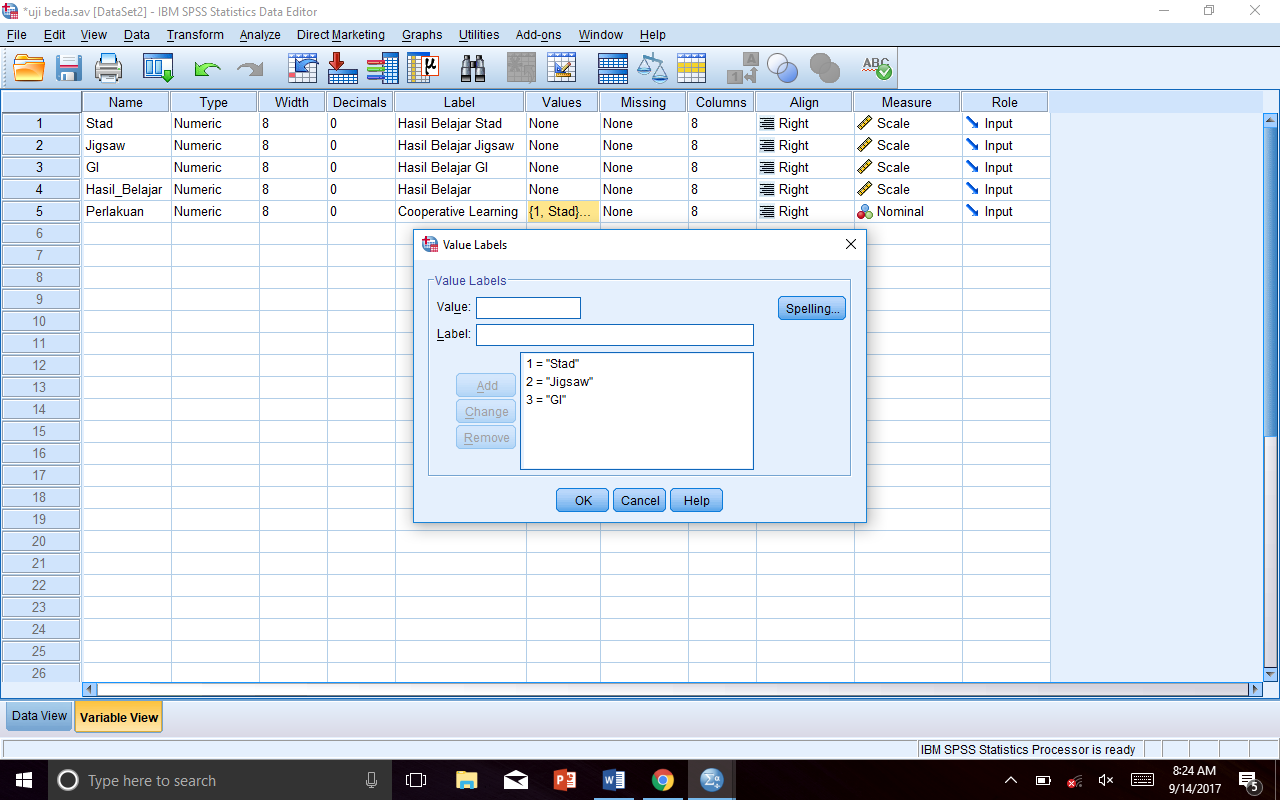 *uji beda.sav [DataSet2] - IBM SPSS Statistics Data Editor
File Edit View Data Transform Analyze Direct Marketing Graphs Utilities Add-ons Window Help
Name Type Width Decimals Label Values Missing Columns Align Measure Role
1 Stad Numeric 8 0 Hasil Belajar Stad None None 8 Right Scale Input
2 Jigsaw Numeric 8 0 Hasil Belajar Jigsaw None None 8 Right Scale Input
3 GI Numeric 8 0 Hasil Belajar GI None None 8 Right Scale Input
4 Hasil_Belajar Numeric 8 0 Hasil Belajar None None 8 Right Scale Input
5 Perlakuan Numeric 8 0 Cooperative Learning {1, Stad}... None 8 Right Nominal Input
6
7
8
9
10
11
12
13
14
15
16
17
18
19
20
21
22
23
24
25
26
Value Labels
Value Labels
Value:
Spelling...
Label:
1 = "Stad"
2 = "Jigsaw"
3 = "GI"
Add
Change
Remove
OK Cancel Help
Data View Variable View
IBM SPSS Statistics Processor is ready
Type here to search
8:24 AM
9/14/2017
5